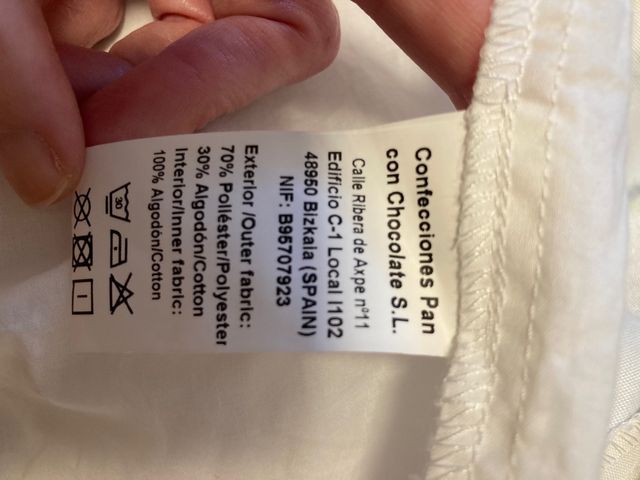 Confecciones Pan
con Chocolate S.L.
Calle Ribera de Axpe nº11
Edificio C-1 Local I102
48950 Bizkaia (SPAIN)
NIF: B95707923
Exterior /Outer fabric:
70% Poliéster/Polyester
30% Algodón/Cotton
Interior/Inner fabric:
100% Algodón/Cotton
30